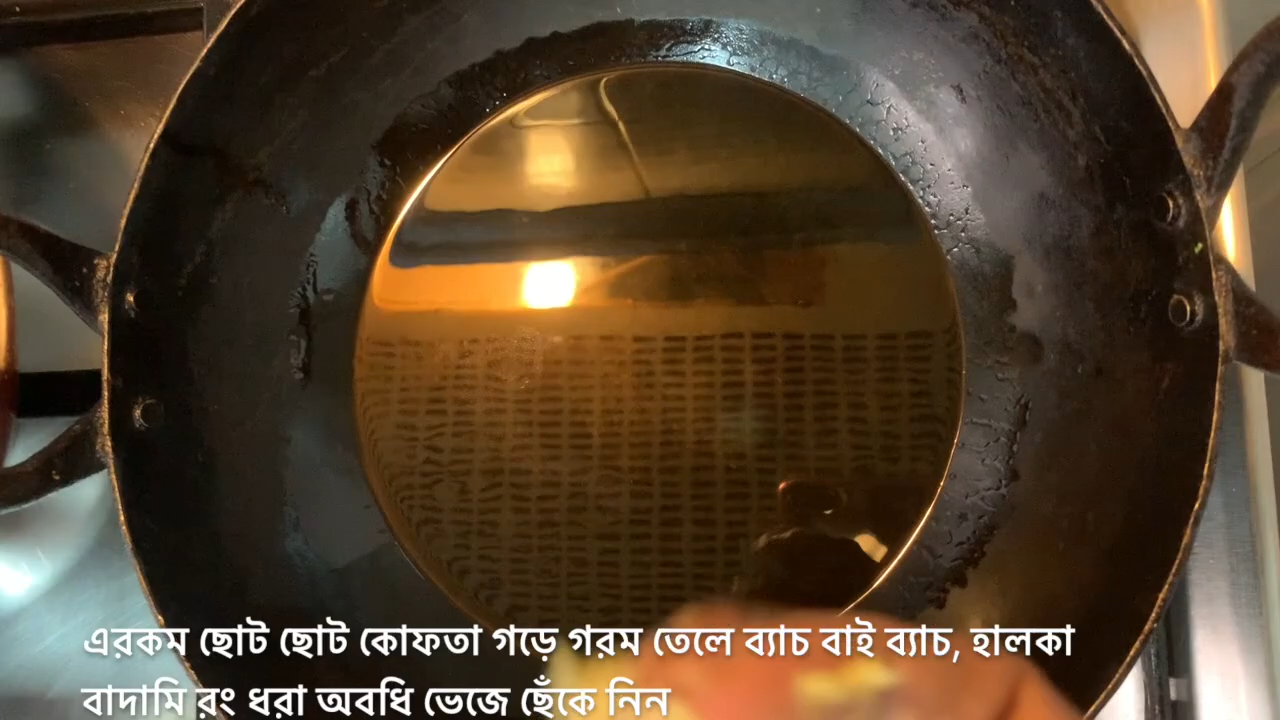 এরকম ছোট ছোট কোফতা গড়ে গরম তেলে ব্যাচ বাই ব্যাচ, হালকা
বাদামি রং ধরা অবধি ভেজে ছেঁকে নিন